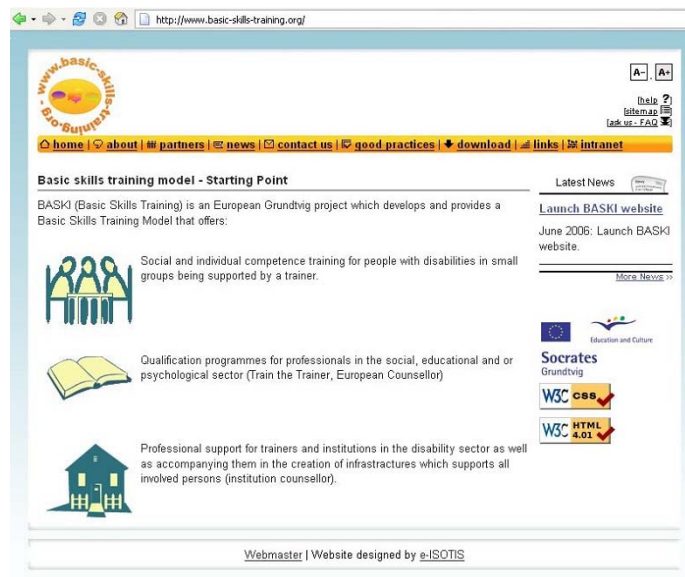 http://www.basic-skills-training.org/
www.basic-skills-training.org
A- . A+
[help ?]
[sitemap]
[ask us - FAQ]
home | about | partners | news | contact us | good practices | download | links | intranet
Basic skills training model - Starting Point
BASKI (Basic Skills Training) is an European Grundtvig project which develops and provides a
Basic Skills Training Model that offers:
Social and individual competence training for people with disabilities in small
groups being supported by a trainer.
Qualification programmes for professionals in the social, educational and or
psychological sector (Train the Trainer, European Counsellor)
Professional support for trainers and institutions in the disability sector as well
as accompanying them in the creation of infrastructures which supports all
involved persons (institution counsellor).
Latest News
Launch BASKI website
June 2006: Launch BASKI
website.
More News >>
Education and Culture
Socrates
Grundtvig
W3C CSS
W3C HTML
4.01
Webmaster | Website designed by e-ISOTIS